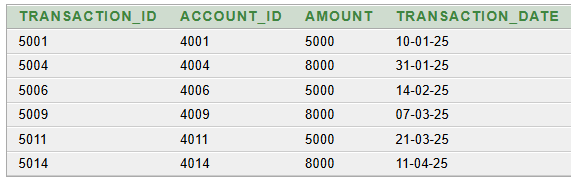 TRANSACTION_ID ACCOUNT_ID AMOUNT TRANSACTION_DATE
5001 4001 5000 10-01-25
5004 4004 8000 31-01-25
5006 4006 5000 14-02-25
5009 4009 8000 07-03-25
5011 4011 5000 21-03-25
5014 4014 8000 11-04-25